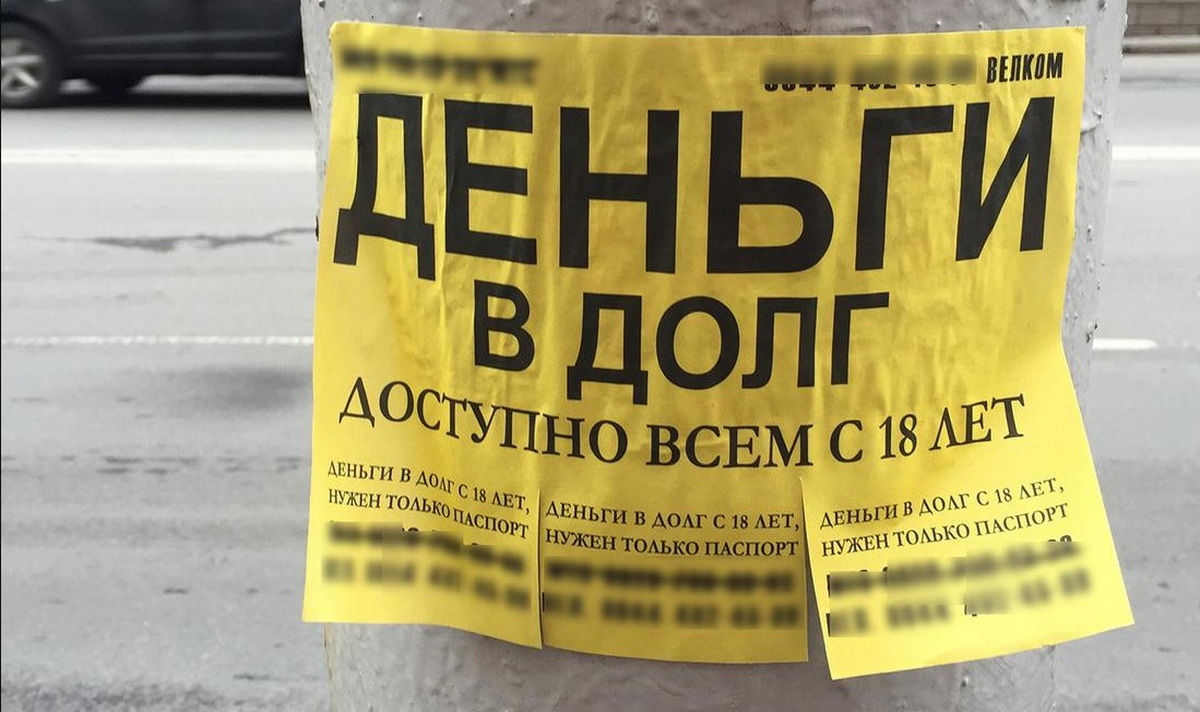 ВЕЛКОМ
ДЕНЬГИ
В ДОЛГ
ДОСТУПНО ВСЕМ С 18 ЛЕТ
ДЕНЬГИ В ДОЛГ С 18 ЛЕТ,
НУЖЕН ТОЛЬКО ПАСПОРТ
ДЕНЬГИ В ДОЛГ С 18 ЛЕТ,
НУЖЕН ТОЛЬКО ПАСПОРТ
ДЕНЬГИ В ДОЛГ С 18 ЛЕТ,
НУЖЕН ТОЛЬКО ПАСПОРТ